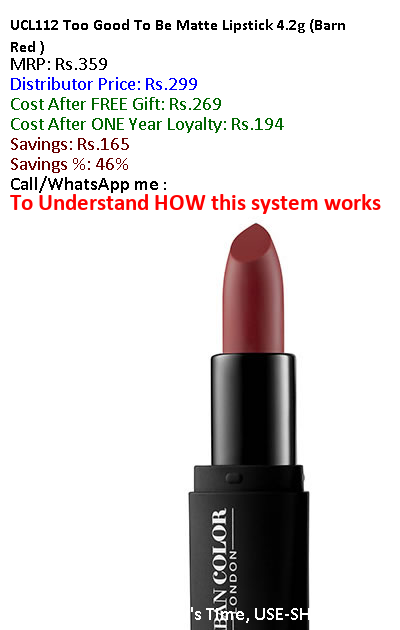 UCL112 Too Good To Be Matte Lipstick 4.2g (Barn
Red )
MRP: Rs.359
Distributor Price: Rs.299
Cost After FREE Gift: Rs.269
Cost After ONE Year Loyalty: Rs.194
Savings: Rs.165
Savings %: 46%
Call/WhatsApp me :
To Understand HOW this system works
BAN COLOR
LONDON
's Time, USE-SH